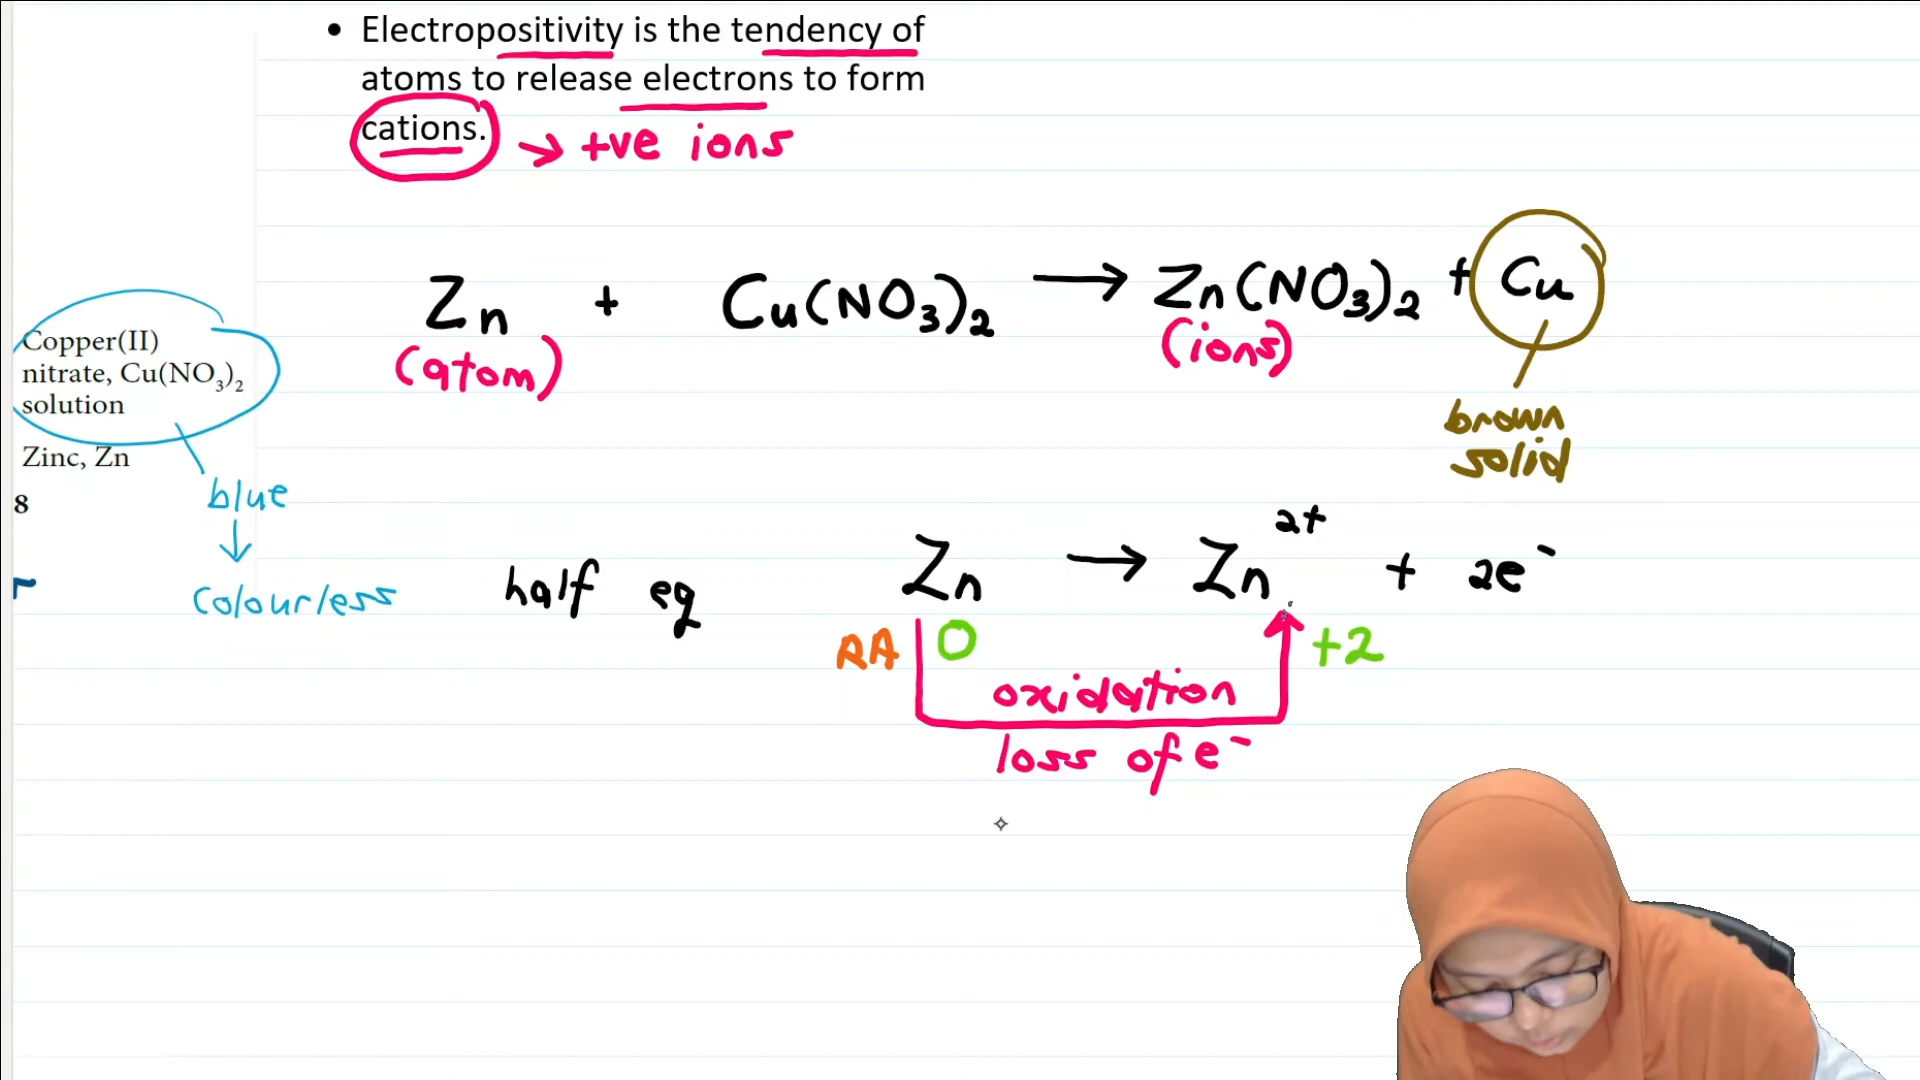 • Electropositivity is the tendency of
atoms to release electrons to form
cations. → +ve ions
Zn + Cu(NO₃)₂ → Zn(NO₃)₂ + Cu
(atom) (ions)
brown
solid
Copper(II)
nitrate, Cu(NO₃)₂
solution
Zinc, Zn
8
blue
↓
colourless
half eq Zn → Zn²⁺ + 2e⁻
RA 0 +2
oxidation
loss of e⁻